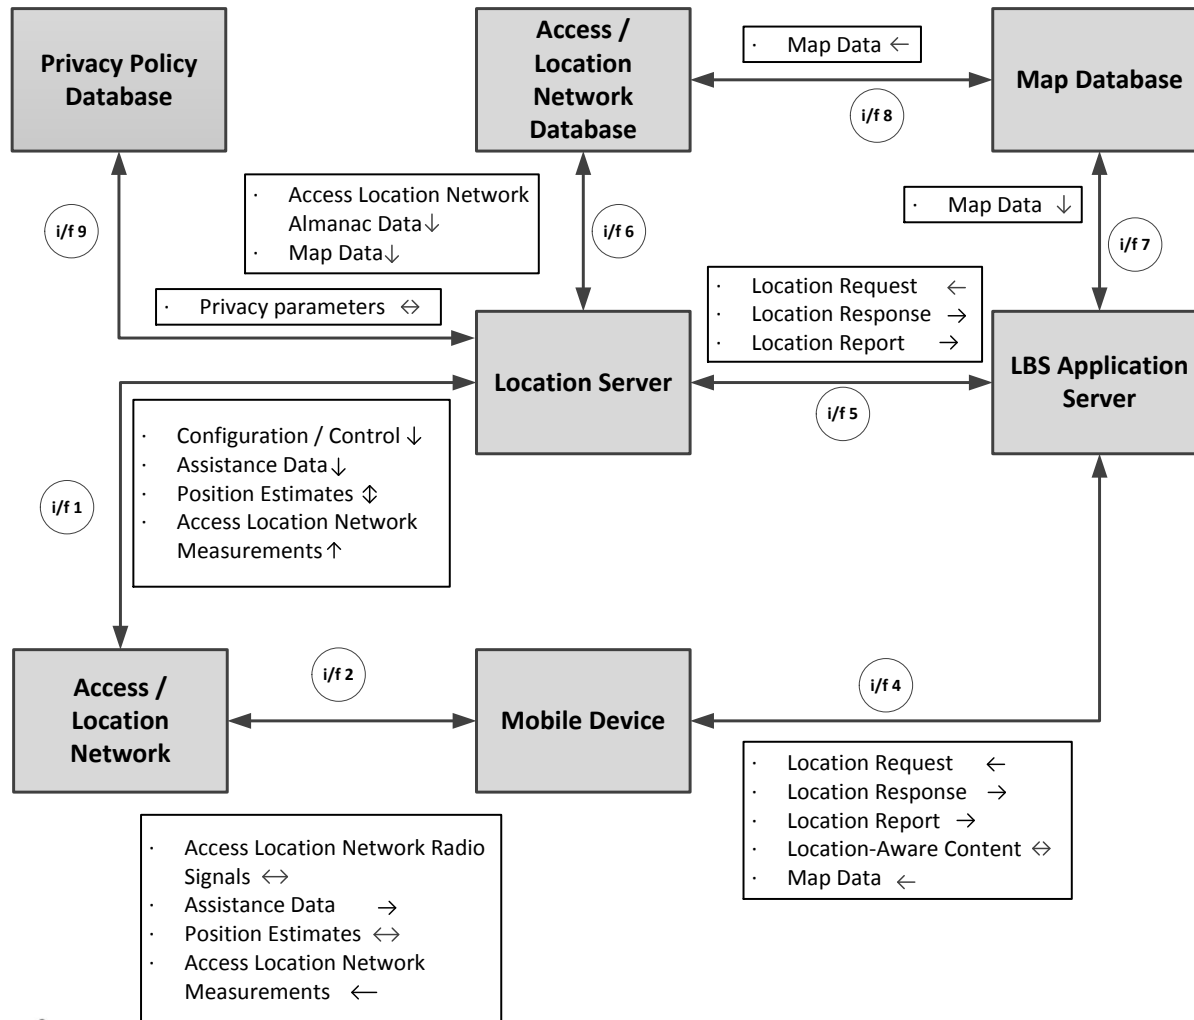 Privacy Policy
Database
Access /
Location
Network
Database
· Map Data ←
i/f 8
Map Database
i/f 9
· Access Location Network
Almanac Data↓
· Map Data↓
i/f 6
· Map Data ↓
i/f 7
· Privacy parameters ↔
· Location Request ←
· Location Response →
· Location Report →
Location Server
i/f 5
LBS Application
Server
i/f 1
· Configuration / Control ↓
· Assistance Data↓
· Position Estimates ⇕
· Access Location Network
Measurements↑
Access /
Location
Network
i/f 2
Mobile Device
i/f 4
· Location Request ←
· Location Response →
· Location Report →
· Location-Aware Content ⇔
· Map Data ←
· Access Location Network Radio
Signals ↔
· Assistance Data →
· Position Estimates ↔
· Access Location Network
Measurements ←